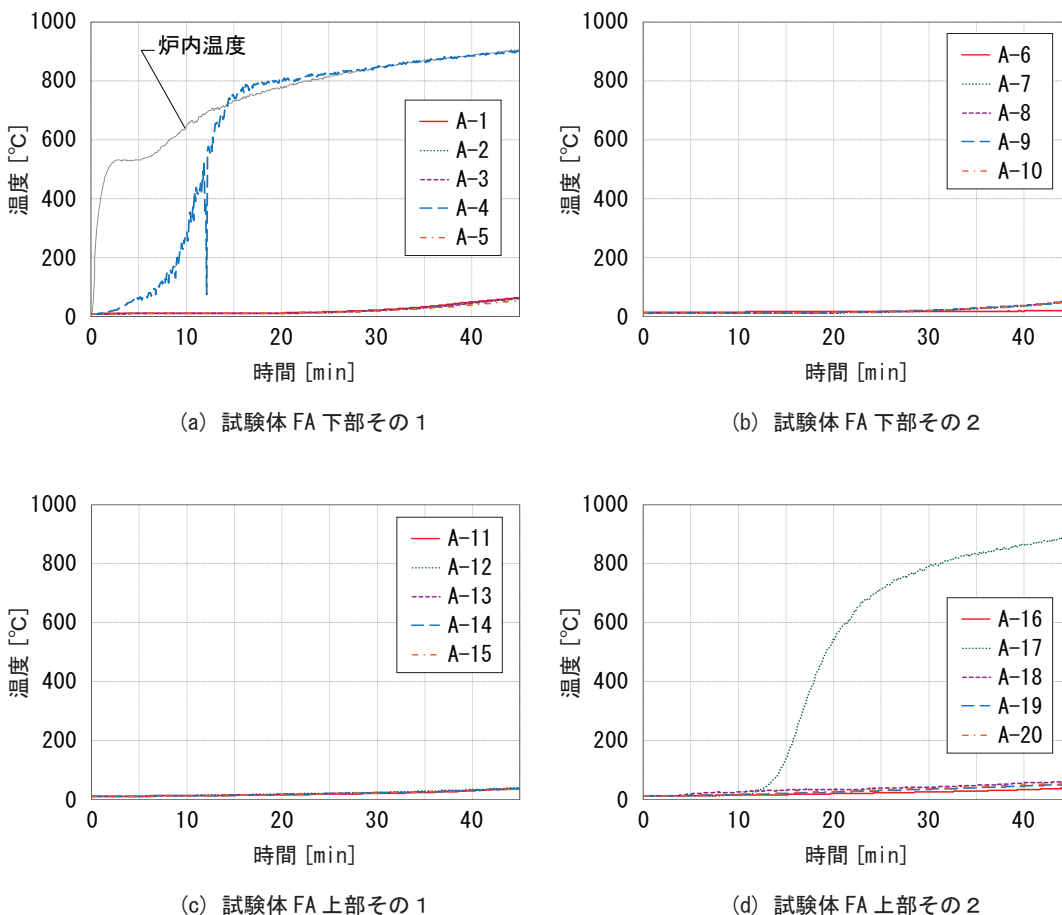 1000
800
600
400
200
0
温度 [℃]
炉内温度
A-1
A-2
A-3
A-4
A-5
0 10 20 30 40
時間 [min]
(a) 試験体 FA 下部その 1
1000
800
600
400
200
0
温度 [℃]
A-6
A-7
A-8
A-9
A-10
0 10 20 30 40
時間 [min]
(b) 試験体 FA 下部その 2
1000
800
600
400
200
0
温度 [℃]
A-11
A-12
A-13
A-14
A-15
0 10 20 30 40
時間 [min]
(c) 試験体 FA 上部その 1
1000
800
600
400
200
0
温度 [℃]
A-16
A-17
A-18
A-19
A-20
0 10 20 30 40
時間 [min]
(d) 試験体 FA 上部その 2